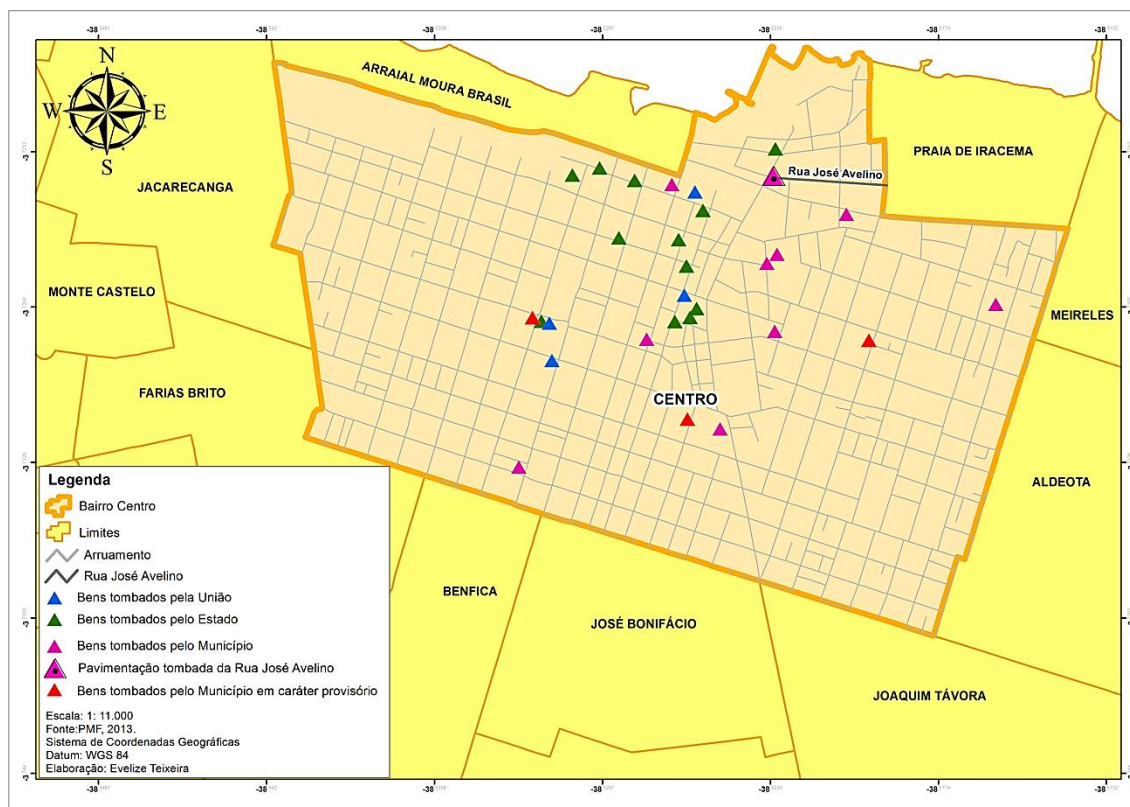 N
W
E
S
ARRAIAL MOURA BRASIL
PRAIA DE IRACEMA
Rua José Avelino
JACARECANGA
MONTE CASTELO
MEIRELES
FARIAS BRITO
CENTRO
ALDEOTA
BENFICA
JOSÉ BONIFÁCIO
JOAQUIM TÁVORA
Legenda
Bairro Centro
Limites
Arruamento
Rua José Avelino
Bens tombados pela União
Bens tombados pelo Estado
Bens tombados pelo Município
Pavimentação tombada da Rua José Avelino
Bens tombados pelo Município em caráter provisório
Escala: 1: 11.000
Fonte:PMF, 2013.
Sistema de Coordenadas Geográficas
Datum: WGS 84
Elaboração: Evelize Teixeira